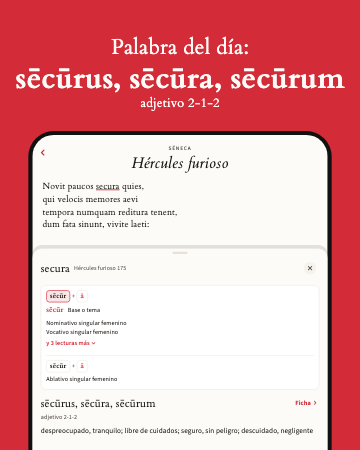 Palabra del día:
sēcūrus, sēcūra, sēcūrum
adjetivo 2-1-2
SÉNECA
Hércules furioso
Novit paucos secura quies,
qui velocis memores aevi
tempora numquam reditura tenent,
dum fata sinunt, vivite laeti:
secura Hércules furioso 175
sēcūr + ă
sēcūr Base o tema
Nominativo singular femenino
Vocativo singular femenino
y 3 lecturas más
sēcūr + ā
Ablativo singular femenino
sēcūrus, sēcūra, sēcūrum Ficha
adjetivo 2-1-2
despreocupado, tranquilo; libre de cuidados; seguro, sin peligro; descuidado, negligente